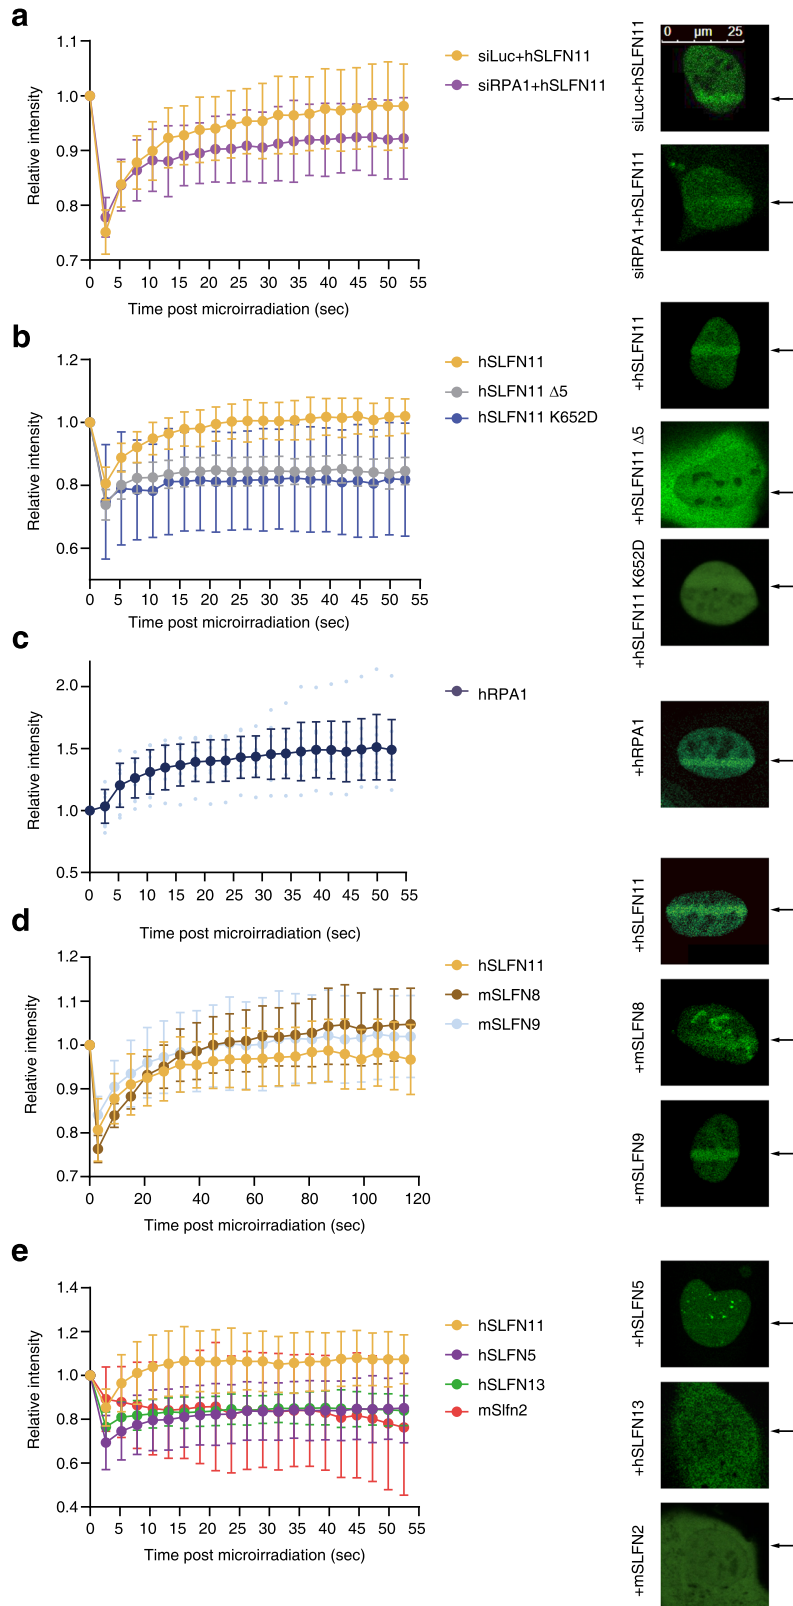 a
1.1
1.0
0.9
0.8
0.7
Relative intensity
0 5 10 15 20 25 30 35 40 45 50 55
Time post microirradiation (sec)
siLuc+hSLFN11
siRPA1+hSLFN11
siLuc+hSLFN11
0 µm 25
siRPA1+hSLFN11
b
1.2
1.0
0.8
0.6
Relative intensity
0 5 10 15 20 25 30 35 40 45 50 55
Time post microirradiation (sec)
hSLFN11
hSLFN11 Δ5
hSLFN11 K652D
+hSLFN11
+hSLFN11 Δ5
+hSLFN11 K652D
c
2.0
1.5
1.0
0.5
Relative intensity
0 5 10 15 20 25 30 35 40 45 50 55
Time post microirradiation (sec)
hRPA1
+hRPA1
d
1.2
1.1
1.0
0.9
0.8
0.7
Relative intensity
0 20 40 60 80 100 120
Time post microirradiation (sec)
hSLFN11
mSLFN8
mSLFN9
+hSLFN11
+mSLFN8
+mSLFN9
e
1.4
1.2
1.0
0.8
0.6
0.4
Relative Intensity
0 5 10 15 20 25 30 35 40 45 50 55
Time post microirradiation (sec)
hSLFN11
hSLFN5
hSLFN13
mSlfn2
+hSLFN5
+hSLFN13
+mSLFN2